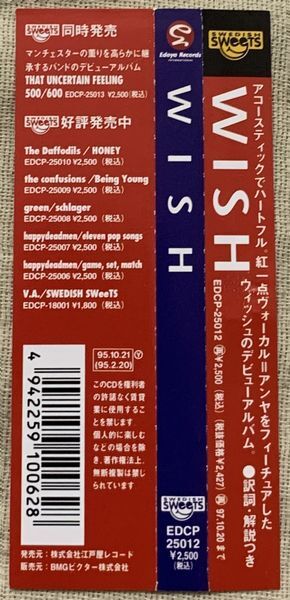 SWEDISH
SWeeTS
同時発売
マンチェスターの薫りを高らかに継
承するバンドのデビューアルバム
THAT UNCERTAIN FEELING
500/600 EDCP-25013 ¥2,500(税込)
SWEDISH
SWeeTS
好評発売中
The Daffodils / HONEY
EDCP-25010 ¥2,500(税込)
the confusions /Being Young
EDCP-25009 ¥2,500(税込)
green/schlager
EDCP-25008 ¥2,500(税込)
happydeadmen/eleven pop songs
EDCP-25007 ¥2,500(税込)
happydeadmen/game, set, match
EDCP-25006 ¥2,500(税込)
V.A./SWEDISH SWeeTS
EDCP-18001 ¥1,800(税込)
95.10.21 Ⓨ
(95.2.20)
このCDを権利者
の許諾なく賃貸
業に使用するこ
とを禁じます
個人的に楽しむ
などの場合を除
き、著作権法上、
無断複製は禁じ
られています
4942259100628
発売元:株式会社江戸屋レコード
販売元:BMGビクター株式会社
Edoya Records
INTERNATIONAL
WISH
SWEDISH
SWeeTS
EDCP
25012
¥2,500
(税込)
SWEDISH
SWeeTS
アコースティックでハートフル。紅一点ヴォーカル=アンヤをフィーチュアした
ウィッシュのデビューアルバム。●訳詞・解説つき
WISH
EDCP-25012 ㊢¥2,500(税込)(税抜価格¥2,427)㊢97.10.20まで